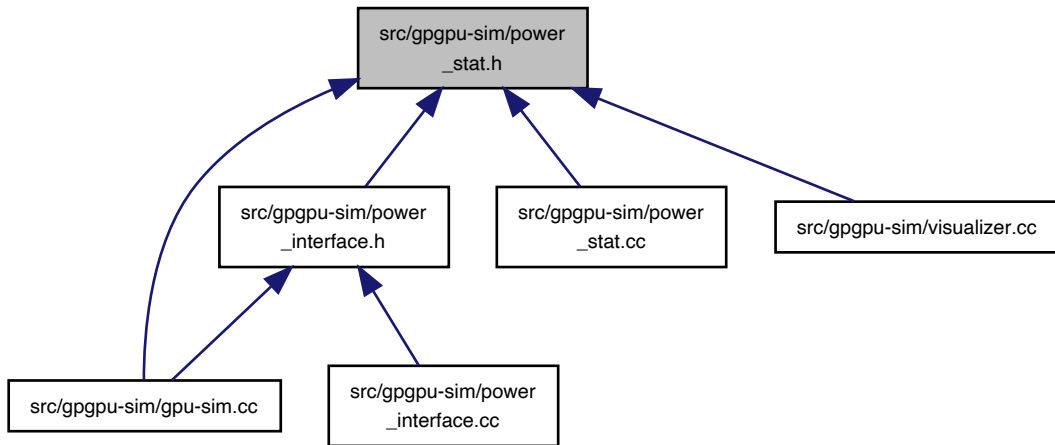 src/gpgpu-sim/power
_stat.h
src/gpgpu-sim/power
_interface.h
src/gpgpu-sim/power
_stat.cc
src/gpgpu-sim/visualizer.cc
src/gpgpu-sim/gpu-sim.cc
src/gpgpu-sim/power
_interface.cc